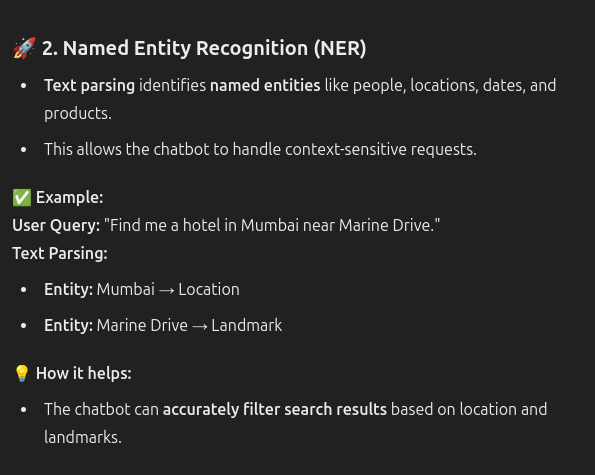 🚀 2. Named Entity Recognition (NER)
• Text parsing identifies named entities like people, locations, dates, and
products.
• This allows the chatbot to handle context-sensitive requests.
✅ Example:
User Query: "Find me a hotel in Mumbai near Marine Drive."
Text Parsing:
• Entity: Mumbai → Location
• Entity: Marine Drive → Landmark
💡 How it helps:
• The chatbot can accurately filter search results based on location and
landmarks.